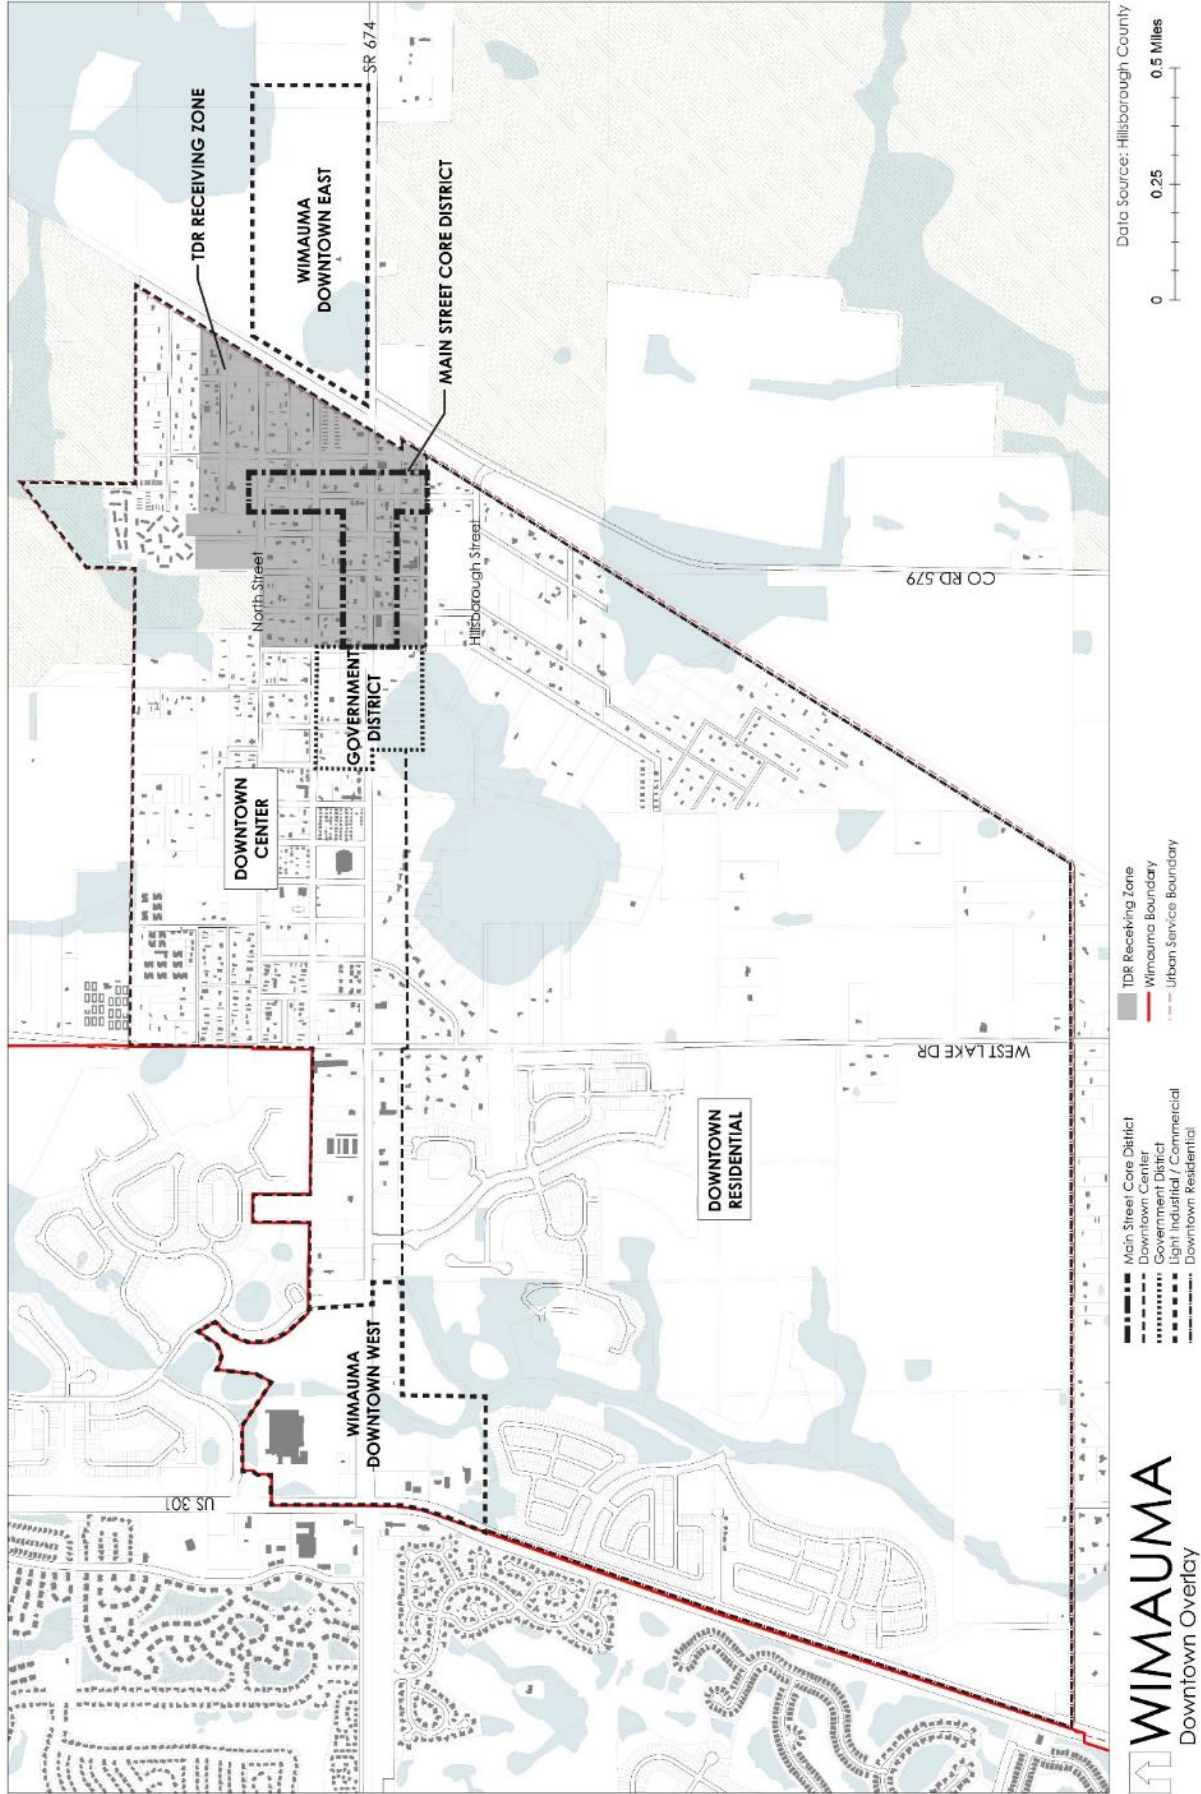 SR 674
TDR RECEIVING ZONE
WIMAUMA
DOWNTOWN EAST
MAIN STREET CORE DISTRICT
North Street
Hillsborough Street
CO RD 579
GOVERNMENT
DISTRICT
DOWNTOWN
CENTER
WEST LAKE DR
DOWNTOWN
RESIDENTIAL
WIMAUMA
DOWNTOWN WEST
US 301
WIMAUMA
Downtown Overlay
Main Street Core District
Downtown Center
Government District
Light Industrial / Commercial
Downtown Residential
TDR Receiving Zone
Wimauma Boundary
Urban Service Boundary
Data Source: Hillsborough County
0 0.25 0.5 Miles